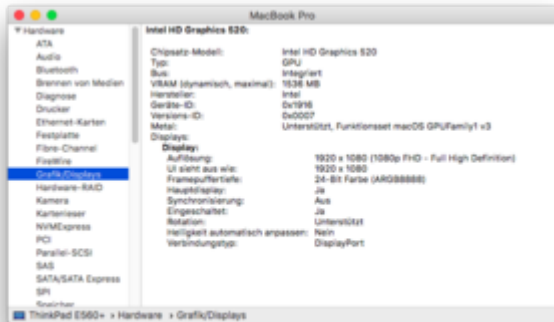 MacBook Pro
Hardware
ATA
Audio
Bluetooth
Brennen von Medien
Diagnose
Drucker
Ethernet-Karten
Festplatte
Fibre-Channel
FireWire
Grafik/Displays
Hardware-RAID
Kamera
Kartenleser
NVMExpress
PCI
Parallel-SCSI
SAS
SATA/SATA Express
SPI
Speicher
Intel HD Graphics 520:
Chipsatz-Modell: Intel HD Graphics 520
Typ: GPU
Bus: Integriert
VRAM (dynamisch, maximal): 1536 MB
Hersteller: Intel
Geräte-ID: 0x1916
Versions-ID: 0x0007
Metal: Unterstützt, Funktionsset macOS GPUFamily1 v3
Displays:
Display:
Auflösung: 1920 x 1080 (1080p FHD - Full High Definition)
UI sieht aus wie: 1920 x 1080
Framepuffertiefe: 24-Bit Farbe (ARGB8888)
Hauptdisplay: Ja
Synchronisierung: Aus
Eingeschaltet: Ja
Rotation: Unterstützt
Helligkeit automatisch anpassen: Nein
Verbindungstyp: DisplayPort
ThinkPad E560+ › Hardware › Grafik/Displays